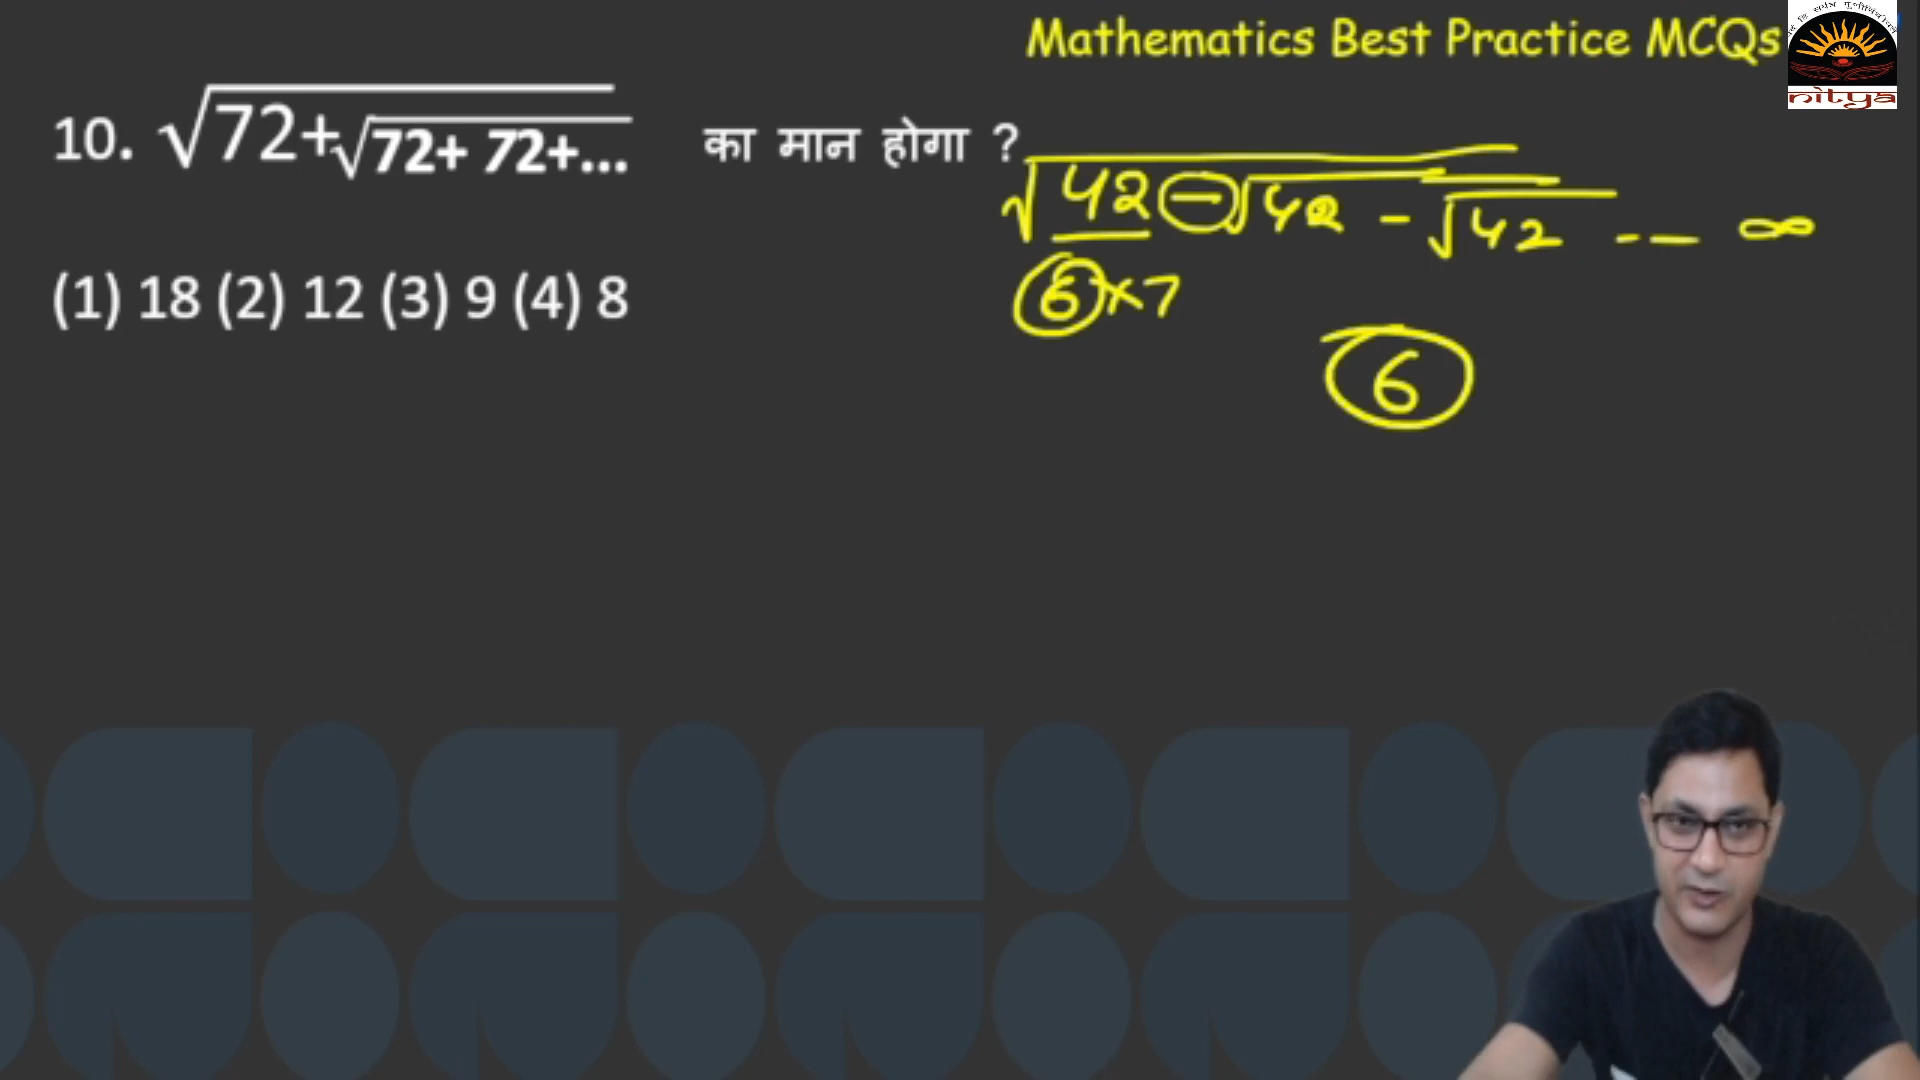 Mathematics Best Practice MCQs
nitya
10. √72+√72+ 72+... का मान होगा ?
√42-√42 - √42 -- ∞
6×7
(1) 18 (2) 12 (3) 9 (4) 8
6